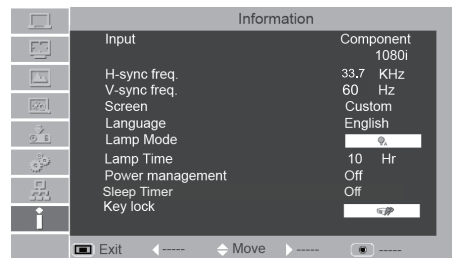 Information
Input Component
1080i
H-sync freq. 33.7 KHz
V-sync freq. 60 Hz
Screen Custom
Language English
Lamp Mode
Lamp Time 10 Hr
Power management Off
Sleep Timer Off
Key lock
Exit ----- Move ----- -----